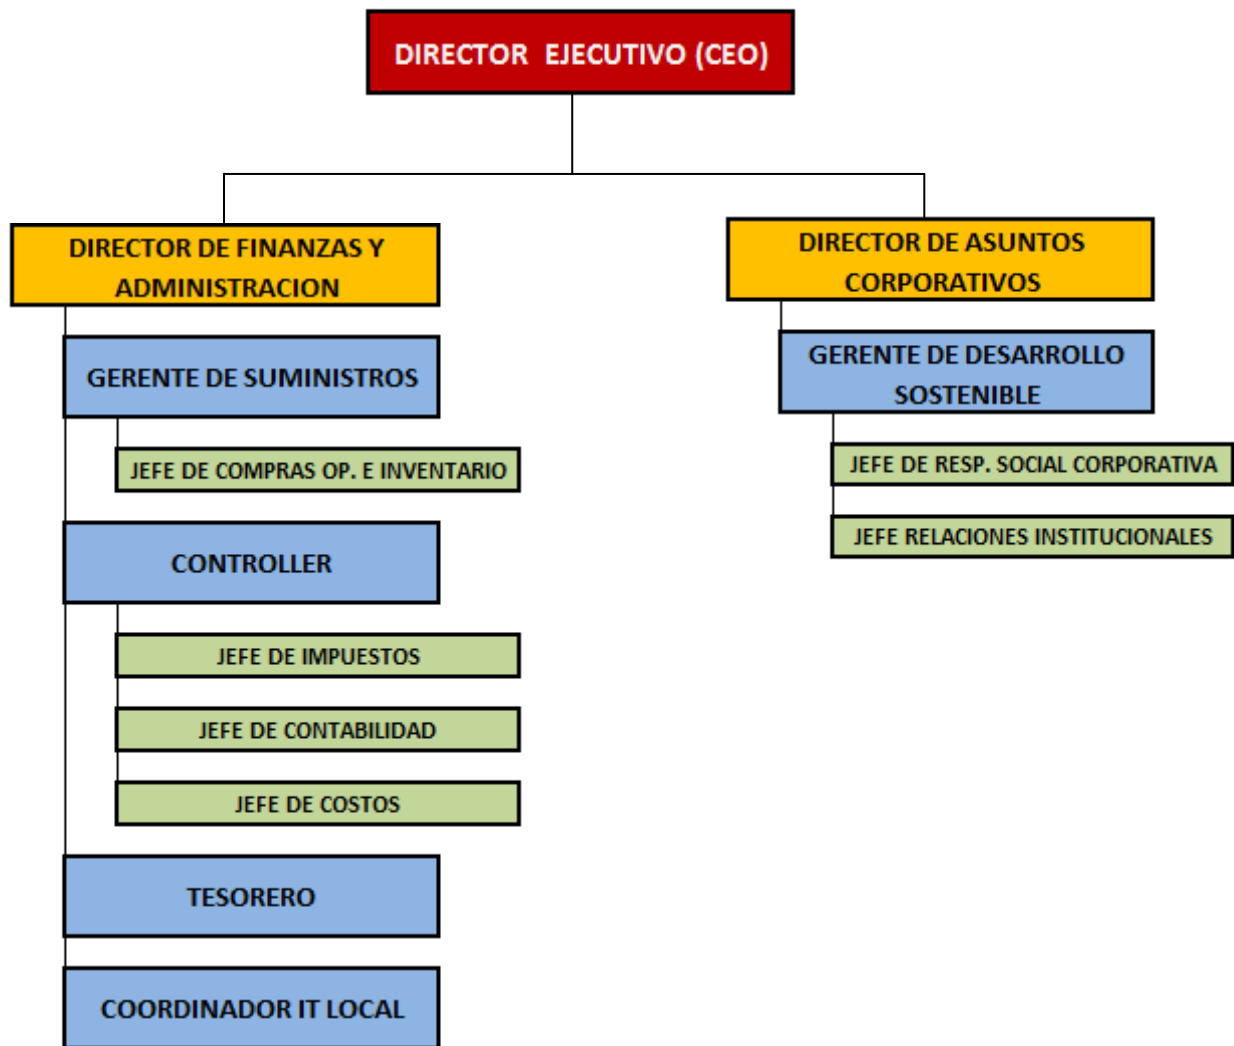 DIRECTOR EJECUTIVO (CEO)
DIRECTOR DE FINANZAS Y
ADMINISTRACION
GERENTE DE SUMINISTROS
JEFE DE COMPRAS OP. E INVENTARIO
CONTROLLER
JEFE DE IMPUESTOS
JEFE DE CONTABILIDAD
JEFE DE COSTOS
TESORERO
COORDINADOR IT LOCAL
DIRECTOR DE ASUNTOS
CORPORATIVOS
GERENTE DE DESARROLLO
SOSTENIBLE
JEFE DE RESP. SOCIAL CORPORATIVA
JEFE RELACIONES INSTITUCIONALES